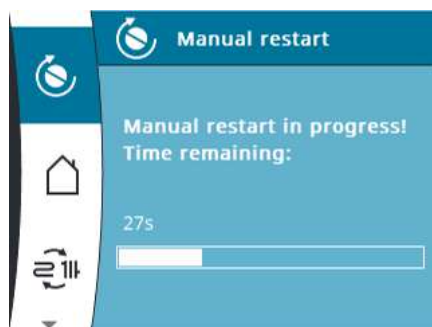 Manual restart
Manual restart in progress!
Time remaining:
27s